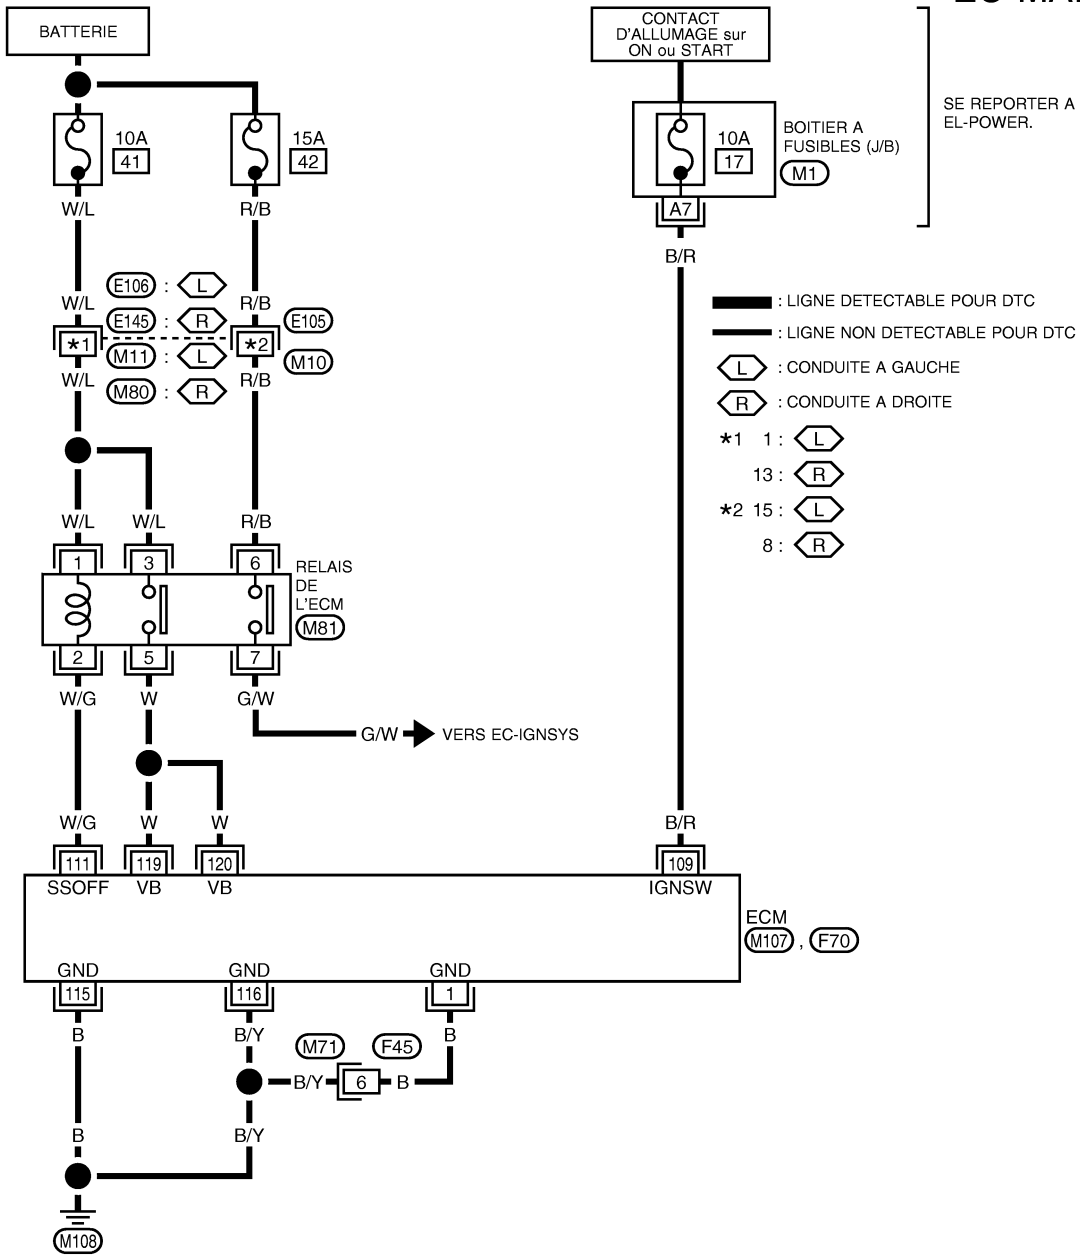 BATTERIE
CONTACT
D'ALLUMAGE sur
ON ou START
SE REPORTER A
EL-POWER.
10A
41
15A
42
10A
17
BOITIER A
FUSIBLES (J/B)
M1
A7
W/L
R/B
B/R
E106 : L
E145 : R
W/L
R/B
E105
*1
*2
M11 : L
M10
M80 : R
W/L
R/B
: LIGNE DETECTABLE POUR DTC
: LIGNE NON DETECTABLE POUR DTC
L : CONDUITE A GAUCHE
R : CONDUITE A DROITE
*1 1 : L
13 : R
*2 15 : L
8 : R
W/L
W/L
R/B
1
3
6
RELAIS
DE
L'ECM
M81
2
5
7
W/G
W
G/W
G/W
VERS EC-IGNSYS
W/G
W
W
B/R
111
119
120
109
SSOFF
VB
VB
IGNSW
ECM
M107 , F70
GND
GND
GND
115
116
1
B
B/Y
B
M71
F45
B/Y
6
B
B
B/Y
M108